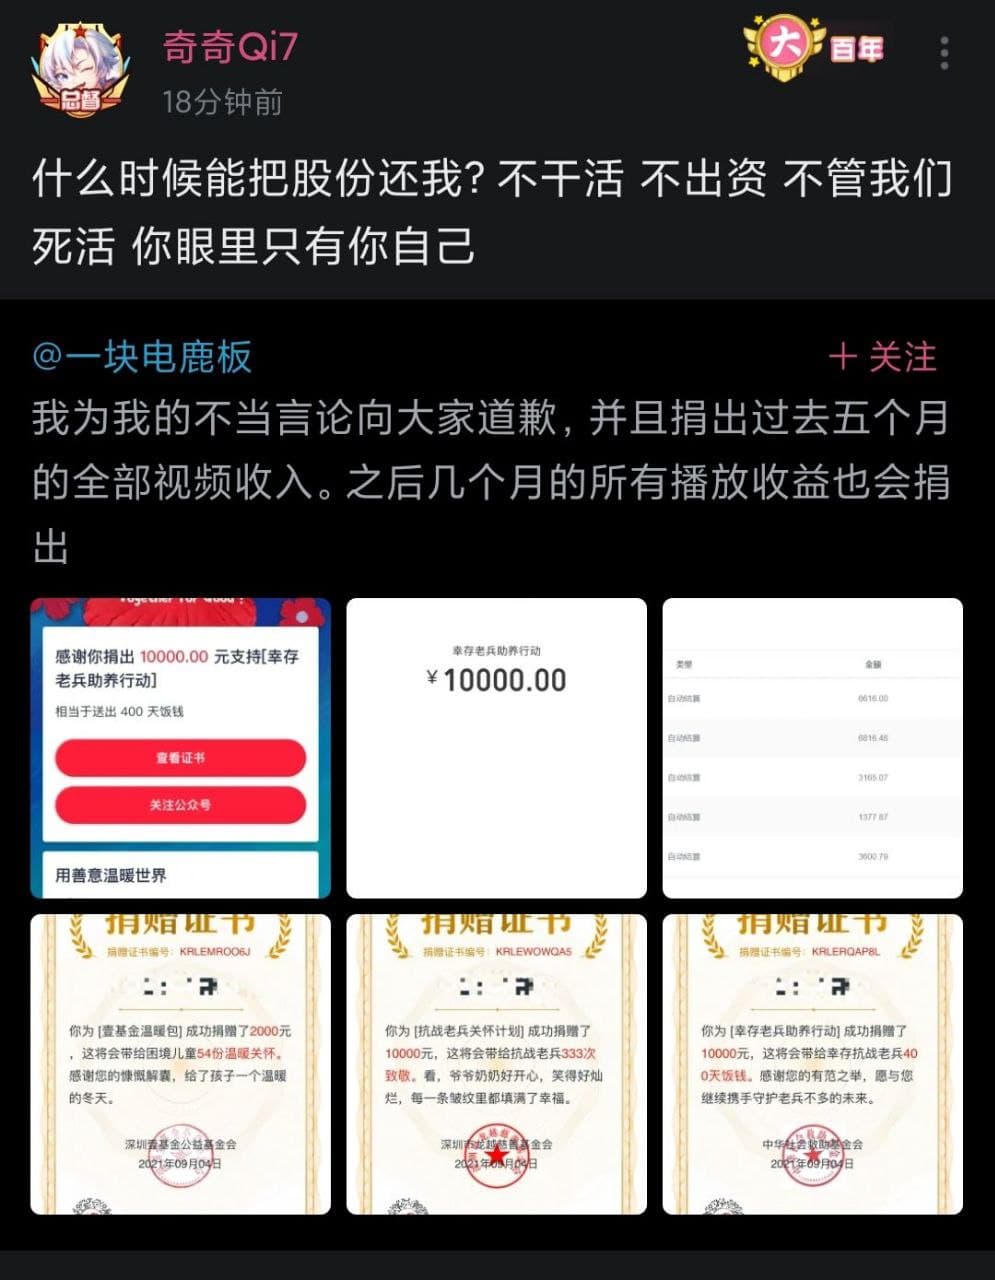 奇奇Qi7
18分钟前
总督
大
百年
什么时候能把股份还我？不干活 不出资 不管我们
死活 你眼里只有你自己
@一块电鹿板
＋关注
我为我的不当言论向大家道歉，并且捐出过去五个月
的全部视频收入。之后几个月的所有播放收益也会捐
出
Together For Good!
感谢你捐出 10000.00 元支持[幸存
老兵助养行动]
相当于送出 400 天饭钱
查看证书
关注公众号
用善意温暖世界
幸存老兵助养行动
¥10000.00
类型 金额
自动结算 6616.00
自动结算 6816.48
自动结算 3165.07
自动结算 1377.87
自动结算 3600.79
捐赠证书
捐赠证书编号：KRLEMROO6J
你为 [壹基金温暖包] 成功捐赠了2000元
，这将会带给困境儿童54份温暖关怀。
感谢您的慷慨解囊，给了孩子一个温暖
的冬天。
深圳壹基金公益基金会
2021年09月04日
捐赠证书
捐赠证书编号：KRLEWOWQA5
你为 [抗战老兵关怀计划] 成功捐赠了
10000元，这将会带给抗战老兵333次
致敬。看，爷爷奶奶好开心，笑得好灿
烂，每一条皱纹里都填满了幸福。
深圳市龙越慈善基金会
2021年09月04日
捐赠证书
捐赠证书编号：KRLERQAP8L
你为 [幸存老兵助养行动] 成功捐赠了
10000元，这将会带给幸存抗战老兵40
0天饭钱。感谢您的有范之举，愿与您
继续携手守护老兵不多的未来。
中华社会救助基金会
2021年09月04日